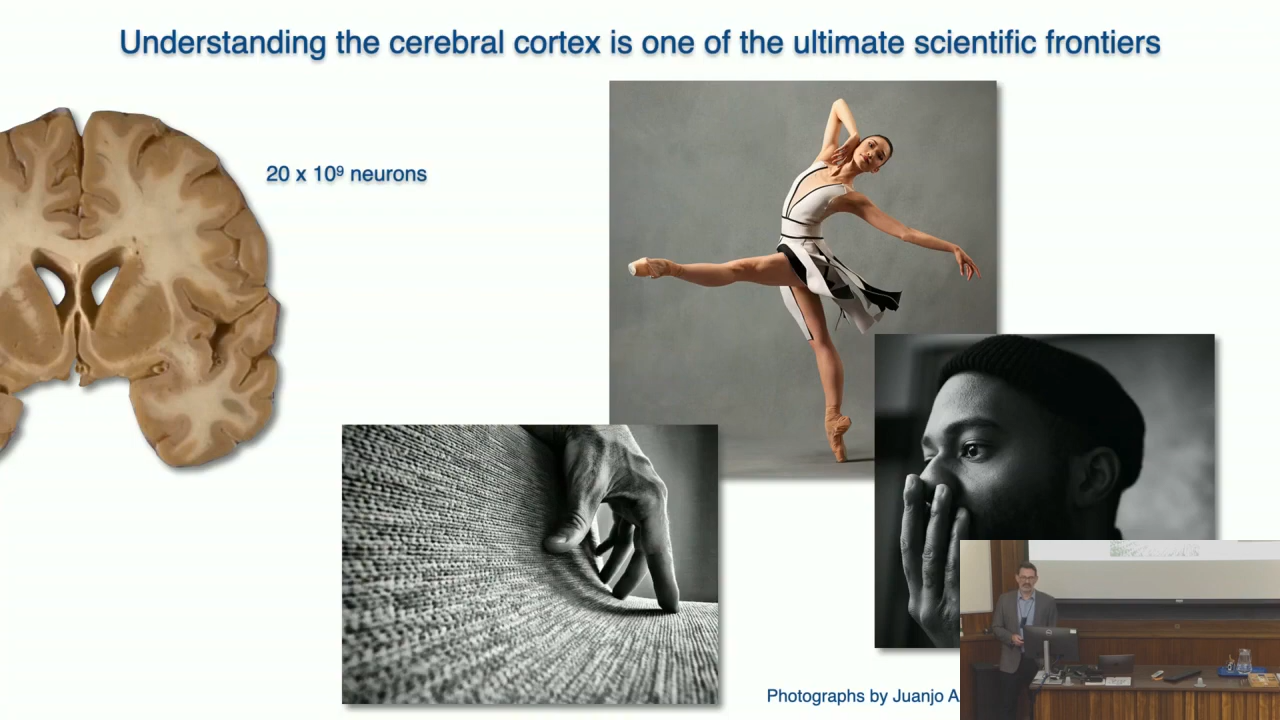 Understanding the cerebral cortex is one of the ultimate scientific frontiers
20 x 10⁹ neurons
Photographs by Juanjo